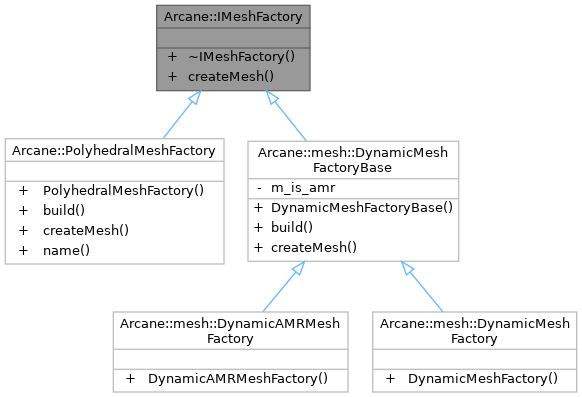 Arcane::IMeshFactory
+ ~IMeshFactory()
+ createMesh()
Arcane::PolyhedralMeshFactory
+ PolyhedralMeshFactory()
+ build()
+ createMesh()
+ name()
Arcane::mesh::DynamicMesh
FactoryBase
- m_is_amr
+ DynamicMeshFactoryBase()
+ build()
+ createMesh()
Arcane::mesh::DynamicAMRMesh
Factory
+ DynamicAMRMeshFactory()
Arcane::mesh::DynamicMesh
Factory
+ DynamicMeshFactory()